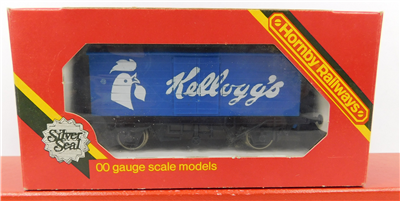 Hornby Railways
Kellogg's
Silver
Seal
00 gauge scale models